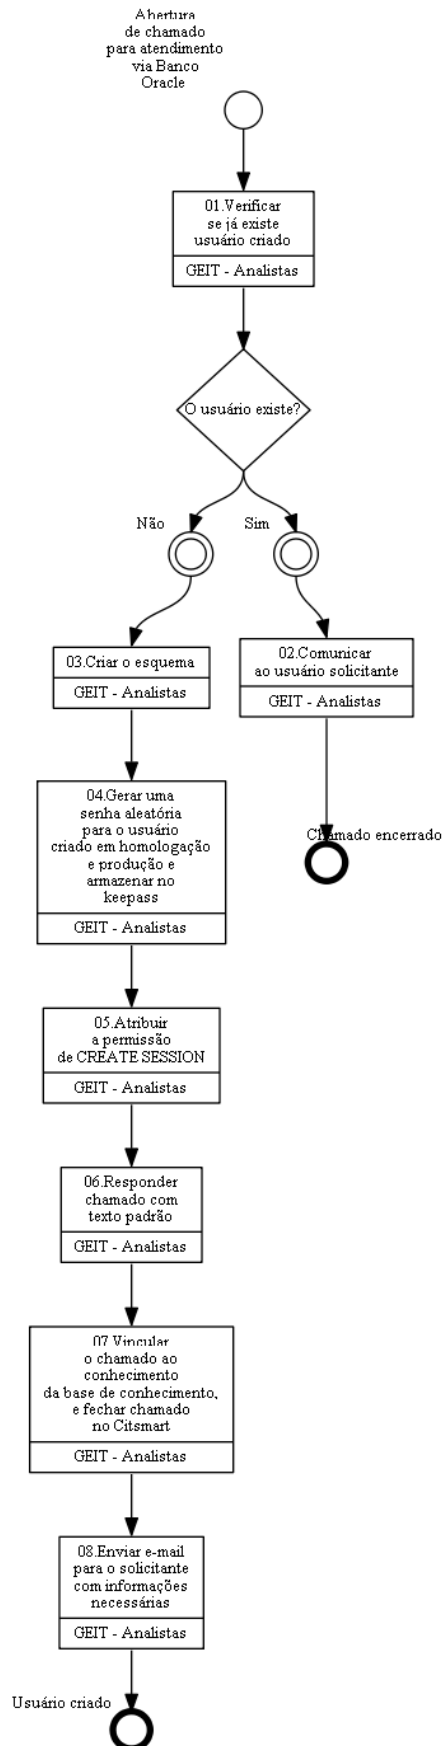 Abertura
de chamado
para atendimento
via Banco
Oracle
01.Verificar
se já existe
usuário criado
GEIT - Analistas
O usuário existe?
Não
Sim
03.Criar o esquema
GEIT - Analistas
02.Comunicar
ao usuário solicitante
GEIT - Analistas
04.Gerar uma
senha aleatória
para o usuário
criado em homologação
e produção e
armazenar no
keepass
GEIT - Analistas
Chamado encerrado
05.Atribuir
a permissão
de CREATE SESSION
GEIT - Analistas
06.Responder
chamado com
texto padrão
GEIT - Analistas
07.Vincular
o chamado ao
conhecimento
da base de conhecimento,
e fechar chamado
no Citsmart
GEIT - Analistas
08.Enviar e-mail
para o solicitante
com informações
necessárias
GEIT - Analistas
Usuário criado